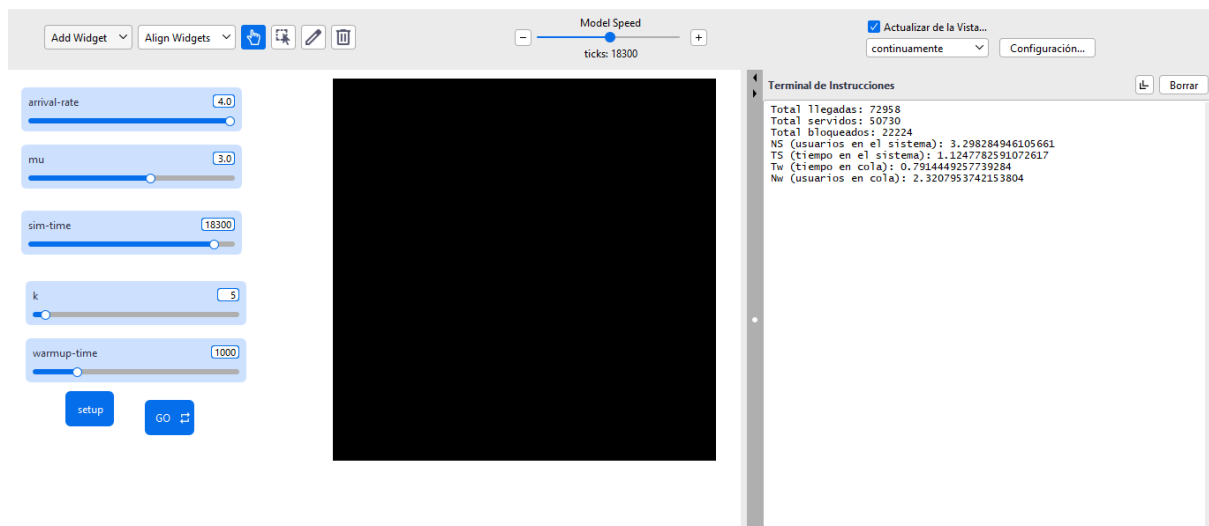 Add Widget
Align Widgets
Model Speed
ticks: 18300
Actualizar de la Vista...
continuamente
Configuración...
arrival-rate 4.0
mu 3.0
sim-time 18300
k 5
warmup-time 1000
setup
GO
Terminal de Instrucciones
Borrar
Total llegadas: 72958
Total servidos: 50730
Total bloqueados: 22224
NS (usuarios en el sistema): 3.298284946105661
TS (tiempo en el sistema): 1.1247782591072617
Tw (tiempo en cola): 0.7914449257739284
Nw (usuarios en cola): 2.3207953742153804